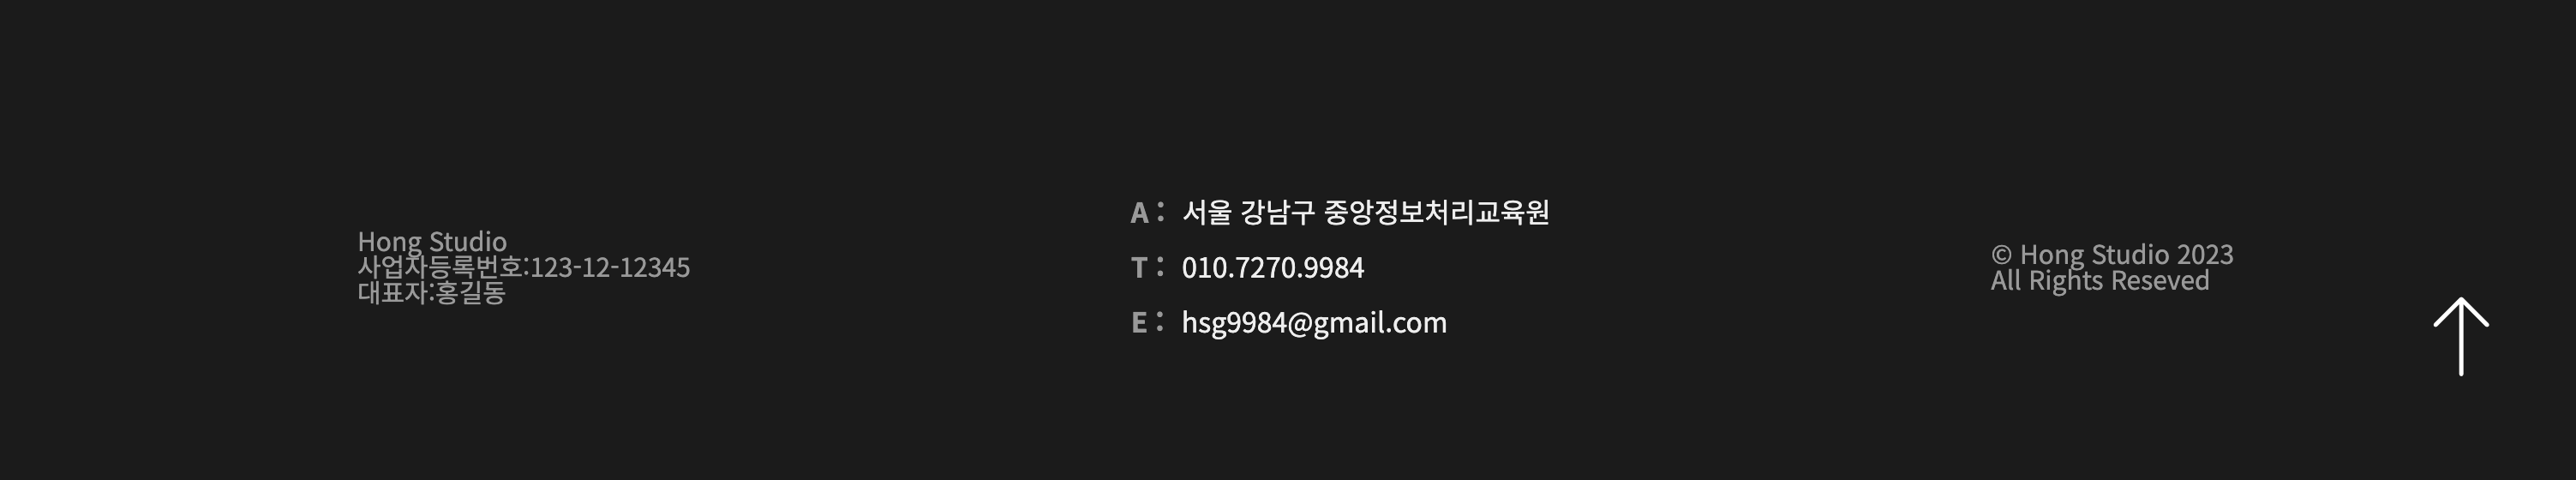 Hong Studio
사업자등록번호:123-12-12345
대표자:홍길동
A : 서울 강남구 중앙정보처리교육원
T : 010.7270.9984
E : hsg9984@gmail.com
© Hong Studio 2023
All Rights Reseved